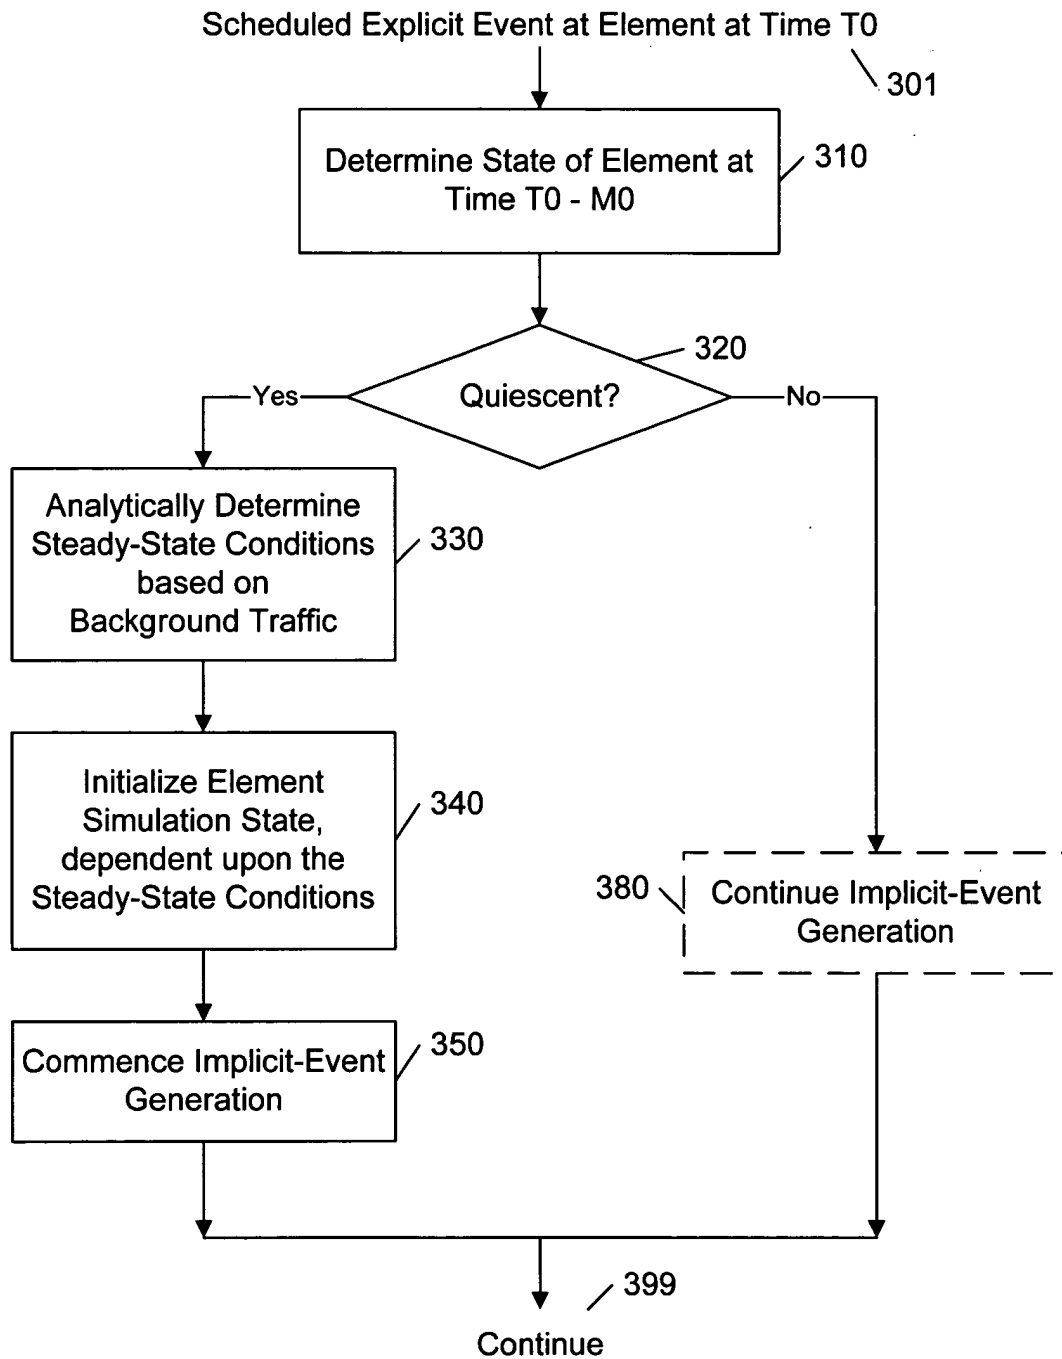 Scheduled Explicit Event at Element at Time T0
301
Determine State of Element at
Time T0 - M0
310
Quiescent?
320
Yes
No
Analytically Determine
Steady-State Conditions
based on
Background Traffic
330
Initialize Element
Simulation State,
dependent upon the
Steady-State Conditions
340
380
Continue Implicit-Event
Generation
Commence Implicit-Event
Generation
350
399
Continue